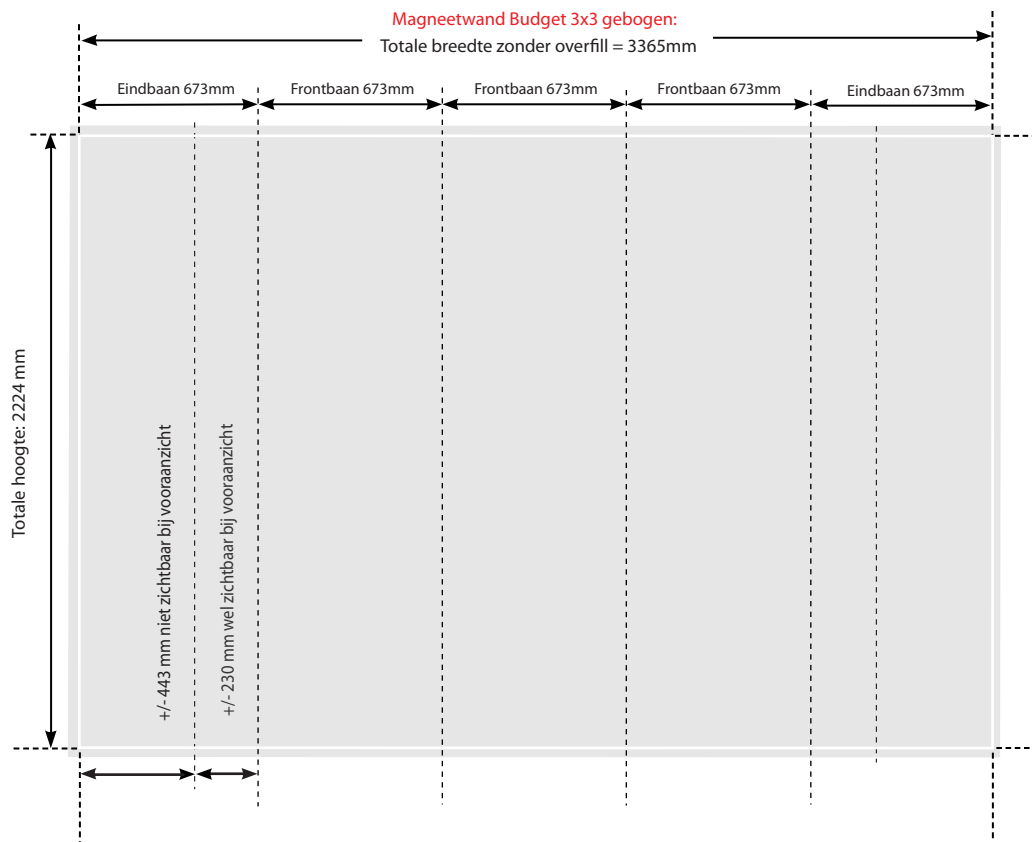 Magneetwand Budget 3x3 gebogen:
Totale breedte zonder overfill = 3365mm
Eindbaan 673mm
Frontbaan 673mm
Frontbaan 673mm
Frontbaan 673mm
Eindbaan 673mm
Totale hoogte: 2224 mm
+/-443 mm niet zichtbaar bij vooraanzicht
+/- 230 mm wel zichtbaar bij vooraanzicht